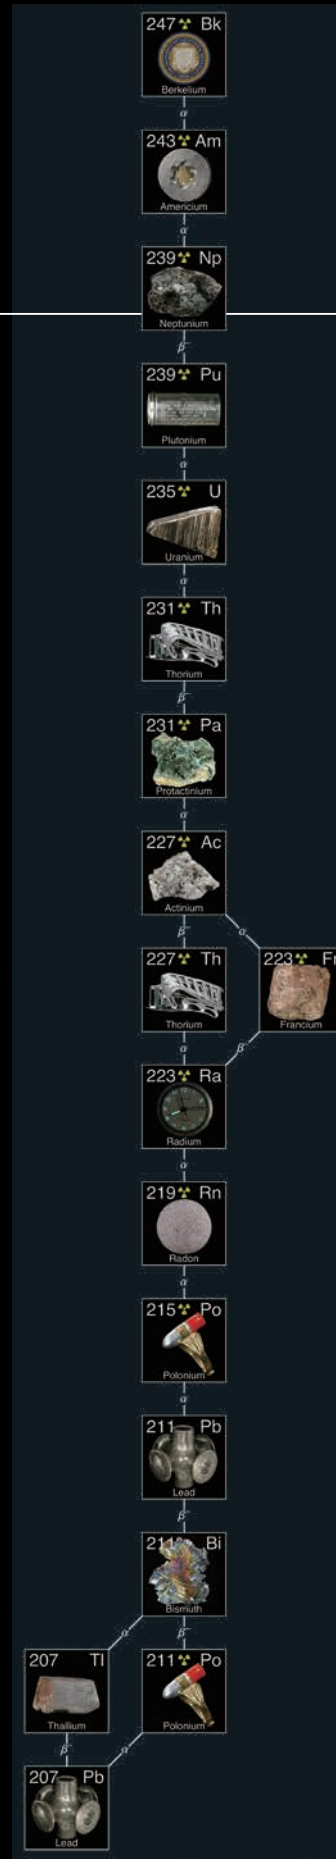 247 Bk
Berkelium
α
243 Am
Americium
α
239 Np
Neptunium
β⁻
239 Pu
Plutonium
α
235 U
Uranium
α
231 Th
Thorium
β⁻
231 Pa
Protactinium
α
227 Ac
Actinium
α
β⁻
227 Th
Thorium
223 Fr
Francium
α
β⁻
223 Ra
Radium
α
219 Rn
Radon
α
215 Po
Polonium
α
211 Pb
Lead
β⁻
211 Bi
Bismuth
α
β⁻
207 Tl
Thallium
211 Po
Polonium
β⁻
α
207 Pb
Lead